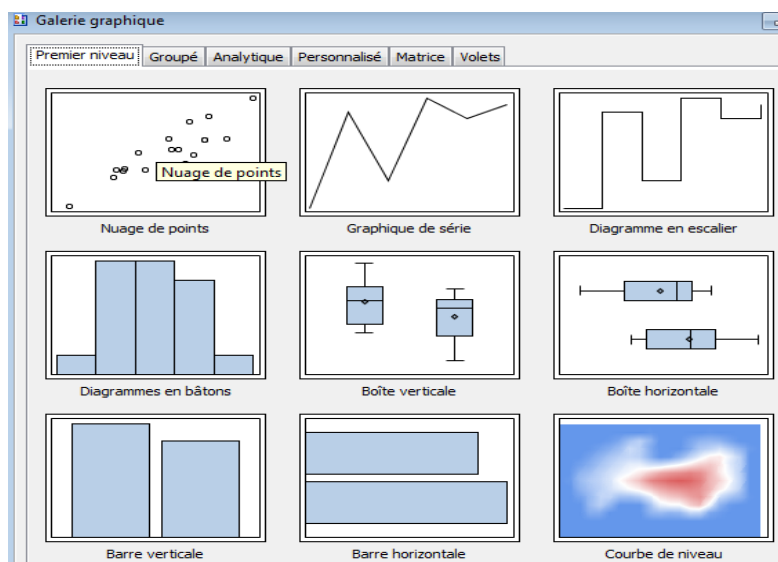 Galerie graphique
Premier niveau Groupé Analytique Personnalisé Matrice Volets
Nuage de points
Nuage de points Graphique de série Diagramme en escalier
Diagrammes en bâtons Boîte verticale Boîte horizontale
Barre verticale Barre horizontale Courbe de niveau